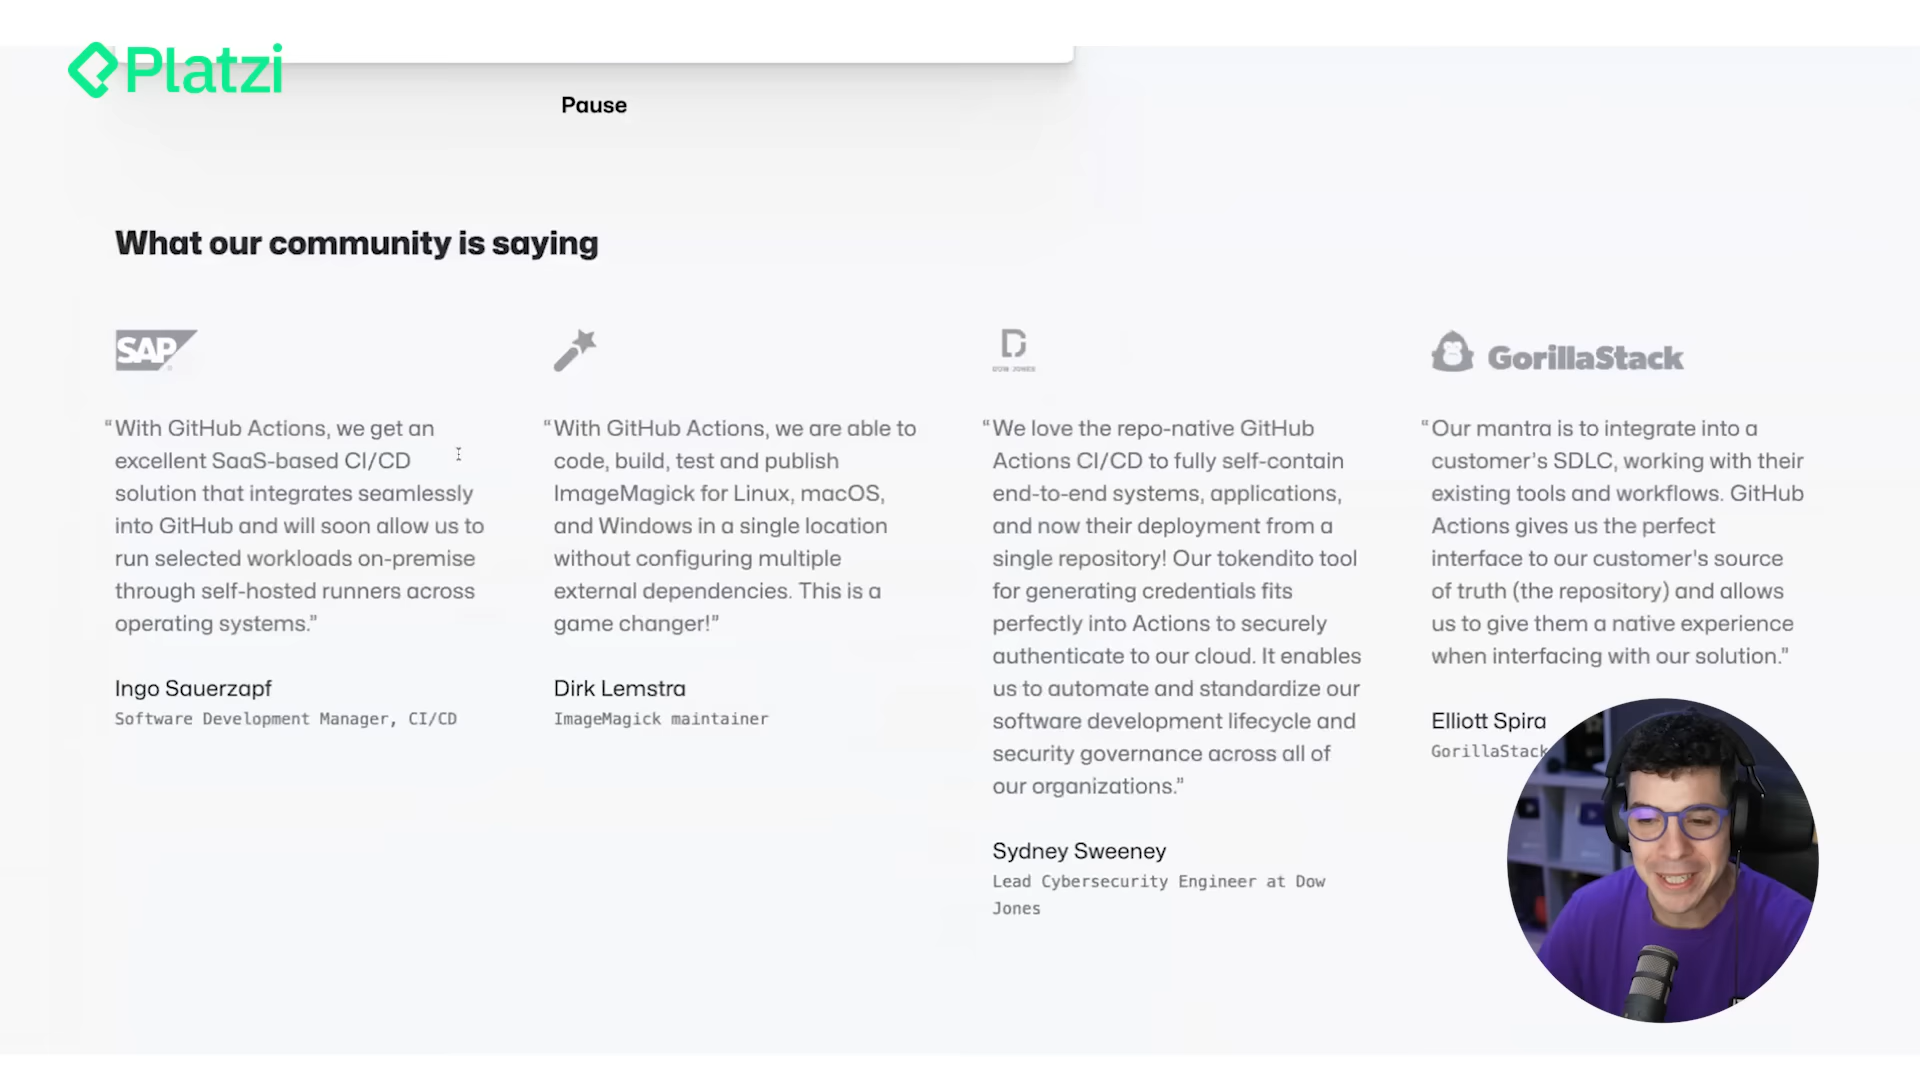 Platzi
Pause
What our community is saying
SAP
“With GitHub Actions, we get an
excellent SaaS-based CI/CD
solution that integrates seamlessly
into GitHub and will soon allow us to
run selected workloads on-premise
through self-hosted runners across
operating systems.”
Ingo Sauerzapf
Software Development Manager, CI/CD
“With GitHub Actions, we are able to
code, build, test and publish
ImageMagick for Linux, macOS,
and Windows in a single location
without configuring multiple
external dependencies. This is a
game changer!”
Dirk Lemstra
ImageMagick maintainer
DOW JONES
“We love the repo-native GitHub
Actions CI/CD to fully self-contain
end-to-end systems, applications,
and now their deployment from a
single repository! Our tokendito tool
for generating credentials fits
perfectly into Actions to securely
authenticate to our cloud. It enables
us to automate and standardize our
software development lifecycle and
security governance across all of
our organizations.”
Sydney Sweeney
Lead Cybersecurity Engineer at Dow
Jones
GorillaStack
“Our mantra is to integrate into a
customer’s SDLC, working with their
existing tools and workflows. GitHub
Actions gives us the perfect
interface to our customer's source
of truth (the repository) and allows
us to give them a native experience
when interfacing with our solution.”
Elliott Spira
GorillaStack